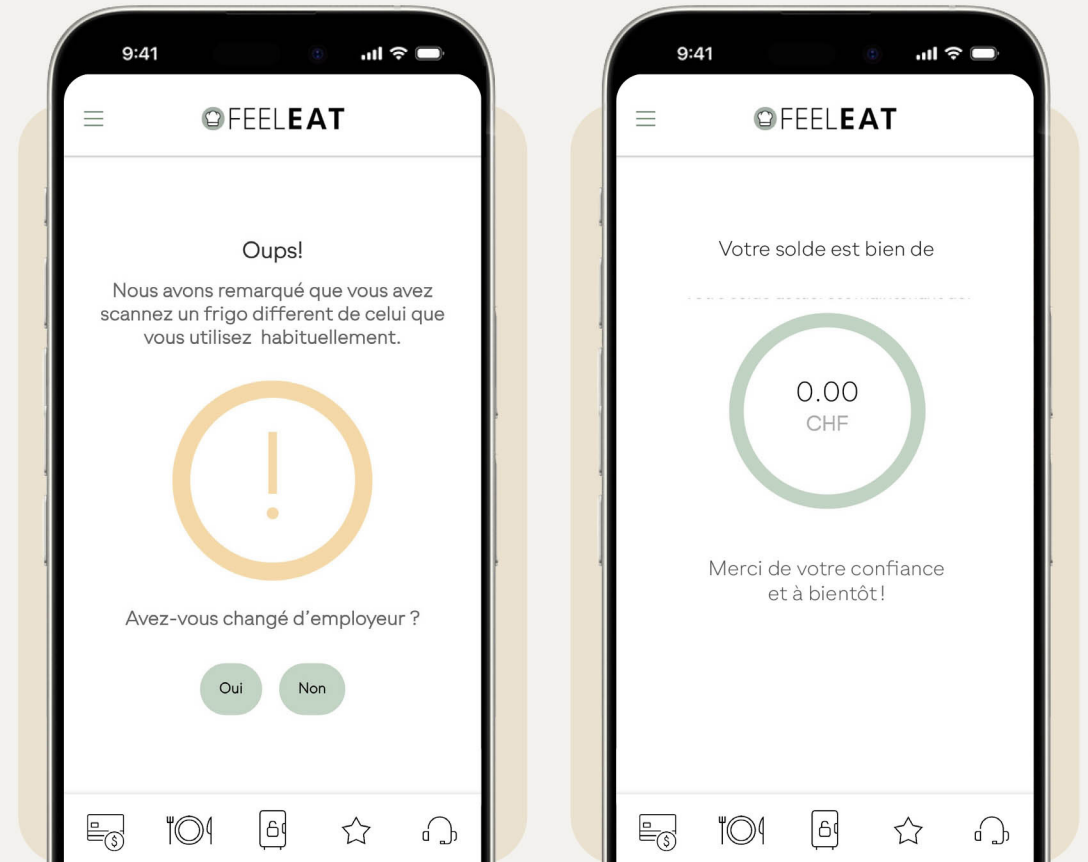 9:41
FEELEAT
Oups!
Nous avons remarqué que vous avez
scannez un frigo différent de celui que
vous utilisez habituellement.
!
Avez-vous changé d'employeur ?
Oui
Non
$
9:41
FEELEAT
Votre solde est bien de
0.00
CHF
Merci de votre confiance
et à bientôt!
$